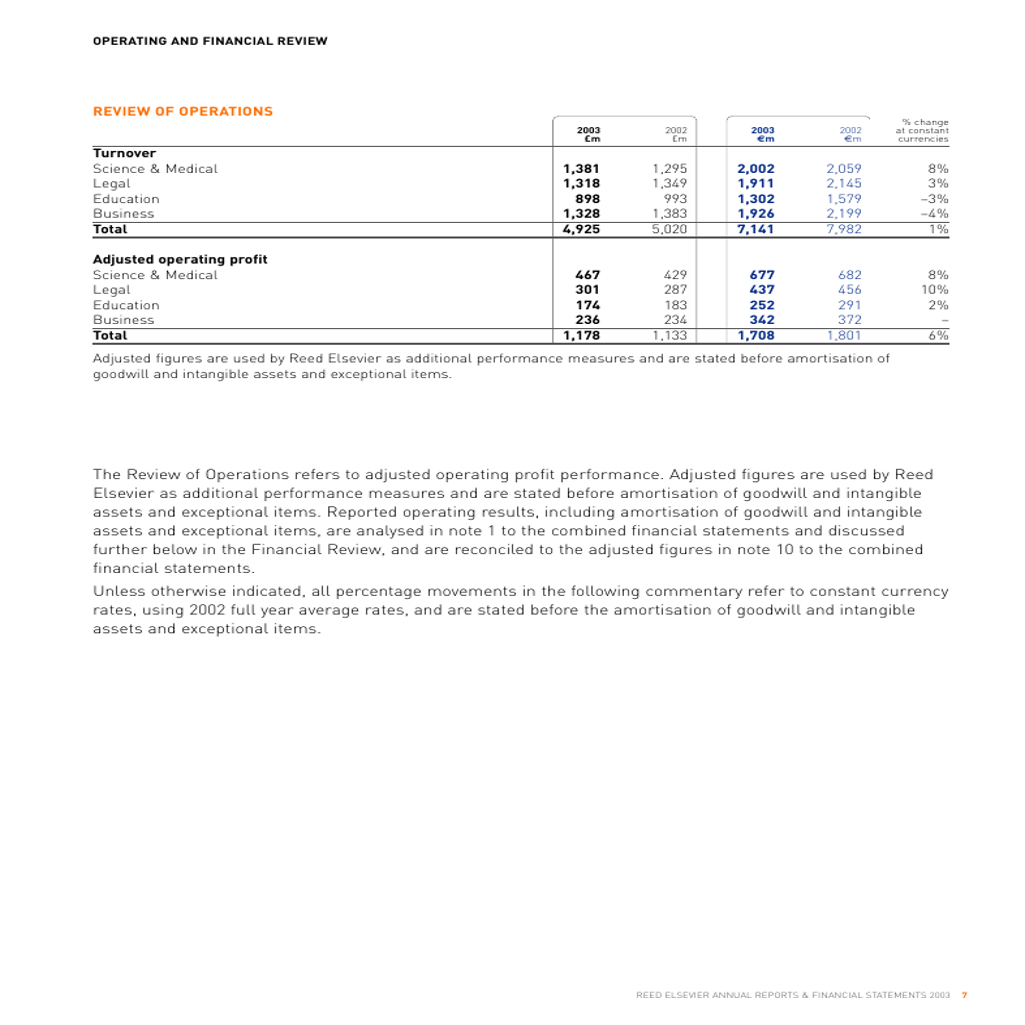 OPERATING AND FINANCIAL REVIEW
REVIEW OF OPERATIONS
% change
2003 2002 2003 2002 at constant
£m £m €m €m currencies
Turnover
Science & Medical 1,381 1,295 2,002 2,059 8%
Legal 1,318 1,349 1,911 2,145 3%
Education 898 993 1,302 1,579 –3%
Business 1,328 1,383 1,926 2,199 –4%
Total 4,925 5,020 7,141 7,982 1%
Adjusted operating profit
Science & Medical 467 429 677 682 8%
Legal 301 287 437 456 10%
Education 174 183 252 291 2%
Business 236 234 342 372 –
Total 1,178 1,133 1,708 1,801 6%
Adjusted figures are used by Reed Elsevier as additional performance measures and are stated before amortisation of
goodwill and intangible assets and exceptional items.
The Review of Operations refers to adjusted operating profit performance. Adjusted figures are used by Reed
Elsevier as additional performance measures and are stated before amortisation of goodwill and intangible
assets and exceptional items. Reported operating results, including amortisation of goodwill and intangible
assets and exceptional items, are analysed in note 1 to the combined financial statements and discussed
further below in the Financial Review, and are reconciled to the adjusted figures in note 10 to the combined
financial statements.
Unless otherwise indicated, all percentage movements in the following commentary refer to constant currency
rates, using 2002 full year average rates, and are stated before the amortisation of goodwill and intangible
assets and exceptional items.
REED ELSEVIER ANNUAL REPORTS & FINANCIAL STATEMENTS 2003 7